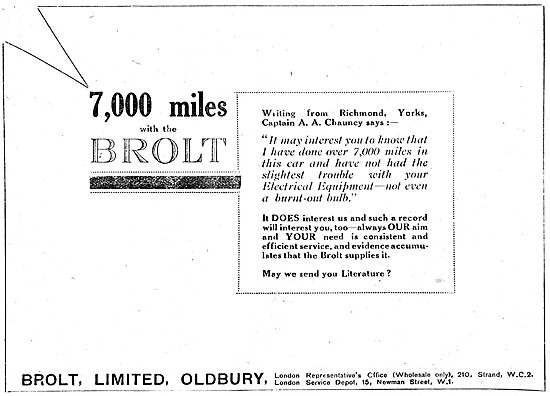 7,000 miles
with the
BROLT
Writing from Richmond, Yorks,
Captain A. A. Chauncy says :—
"It may interest you to know that
I have done over 7,000 miles in
this car and have not had the
slightest trouble with your
Electrical Equipment—not even
a burnt-out bulb."
It DOES interest us and such a record
will interest you, too—always OUR aim
and YOUR need is consistent and
efficient service, and evidence accumu-
lates that the Brolt supplies it.
May we send you Literature ?
BROLT, LIMITED, OLDBURY,
London Representative's Office (Wholesale only), 210, Strand, W.C.2.
London Service Depot, 15, Newman Street, W.1.